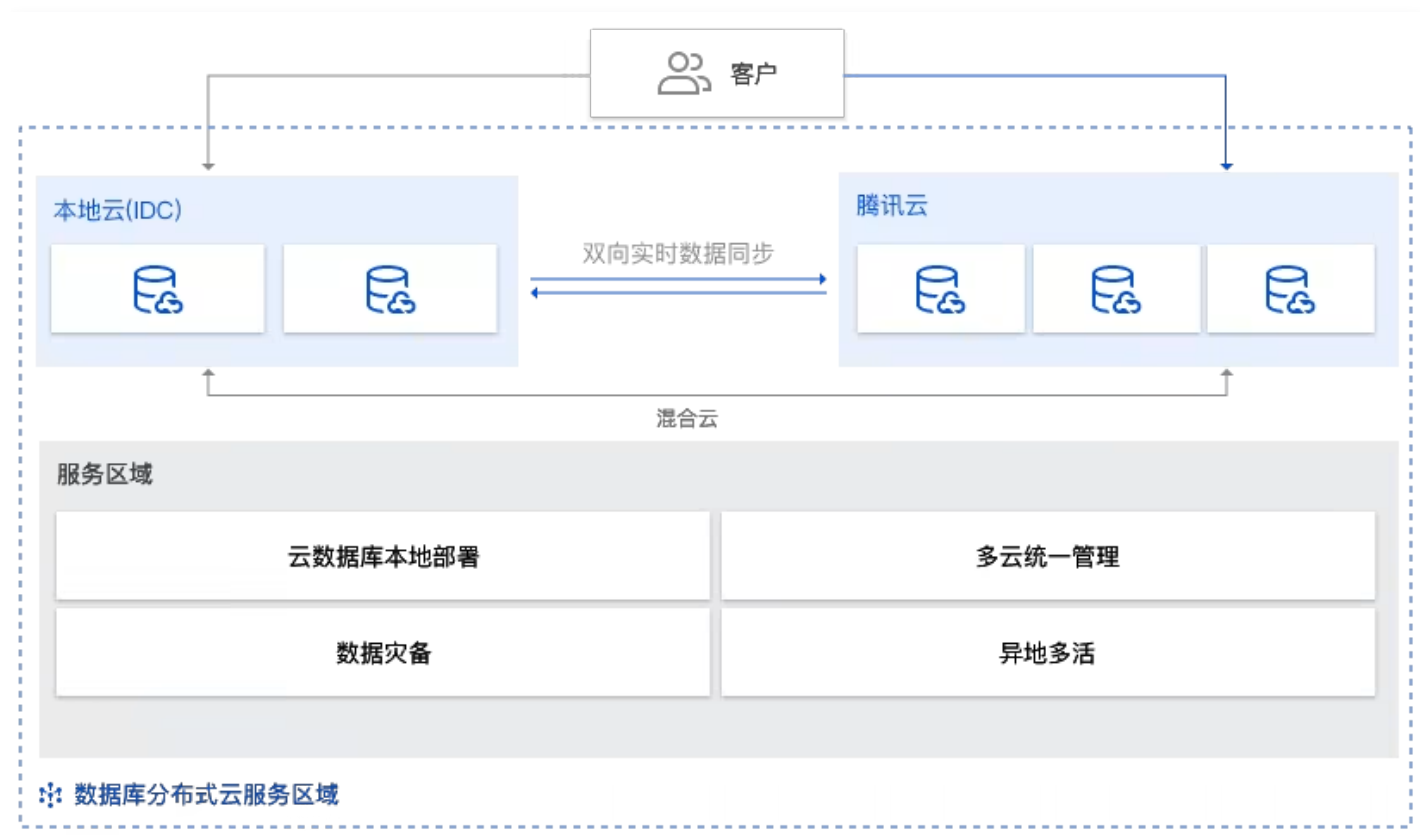 客户
本地云(IDC)
腾讯云
双向实时数据同步
混合云
服务区域
云数据库本地部署
多云统一管理
数据灾备
异地多活
数据库分布式云服务区域